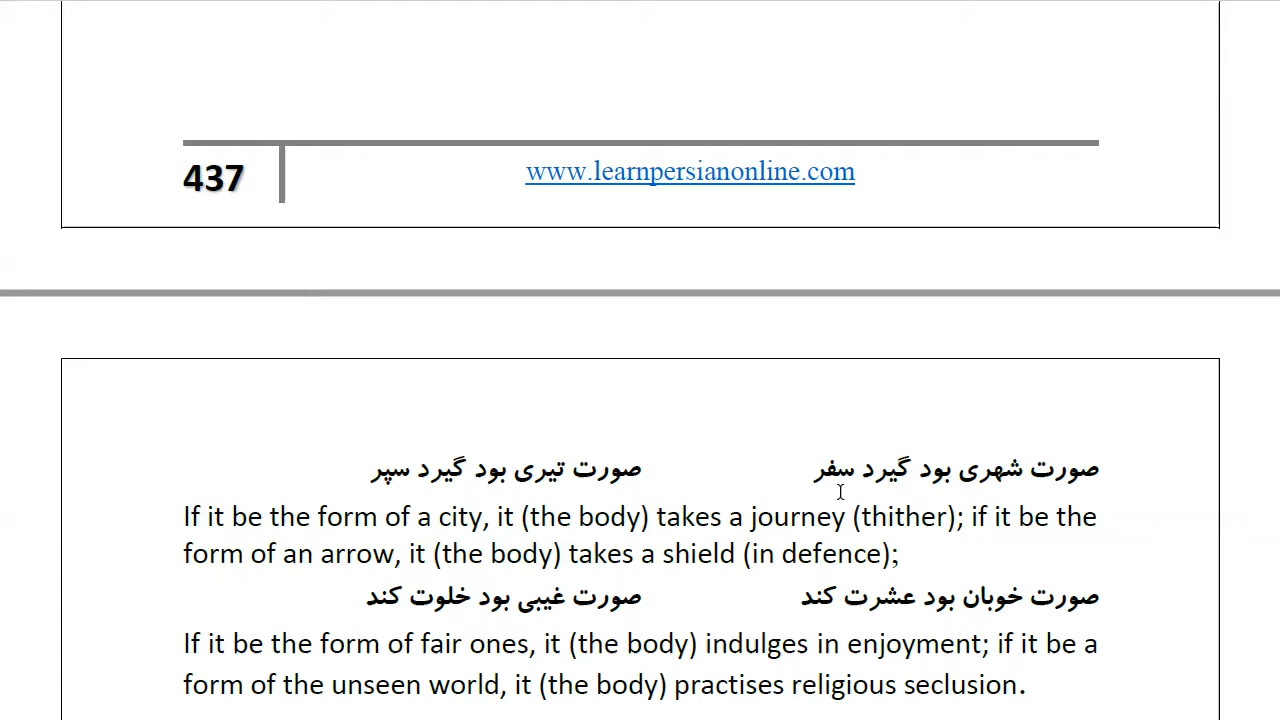 437
www.learnpersianonline.com
صورت شهری بود گیرد سفر صورت تیری بود گیرد سپر
If it be the form of a city, it (the body) takes a journey (thither); if it be the
form of an arrow, it (the body) takes a shield (in defence);
صورت خوبان بود عشرت کند صورت غیبی بود خلوت کند
If it be the form of fair ones, it (the body) indulges in enjoyment; if it be a
form of the unseen world, it (the body) practises religious seclusion.